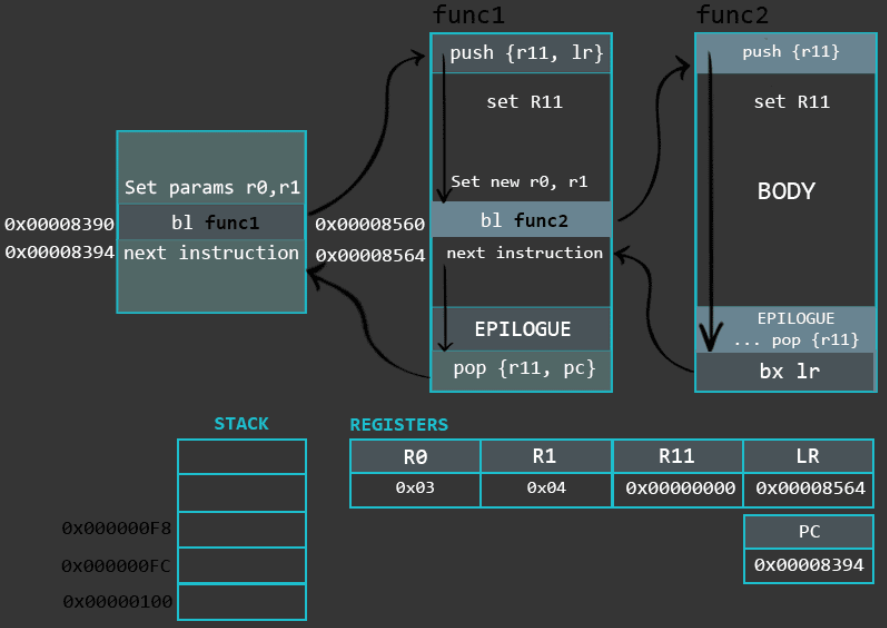 func1
func2
push {r11, lr}
push {r11}
set R11
set R11
Set params r0,r1
Set new r0, r1
BODY
0x00008390
bl func1
0x00008560
bl func2
0x00008394
next instruction
0x00008564
next instruction
EPILOGUE
EPILOGUE
... pop {r11}
pop {r11, pc}
bx lr
STACK
REGISTERS
R0
R1
R11
LR
0x03
0x04
0x00000000
0x00008564
0x000000F8
PC
0x000000FC
0x00008394
0x00000100